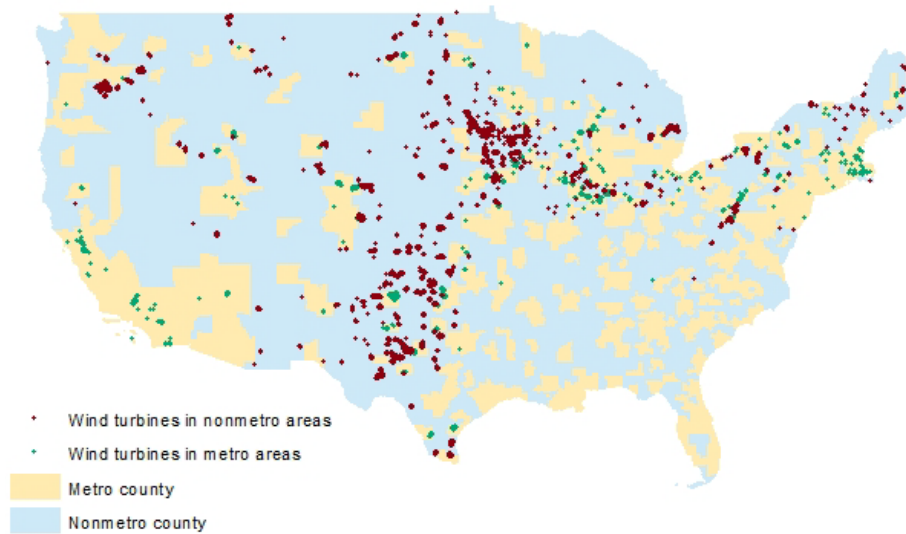 Wind turbines in nonmetro areas
Wind turbines in metro areas
Metro county
Nonmetro county